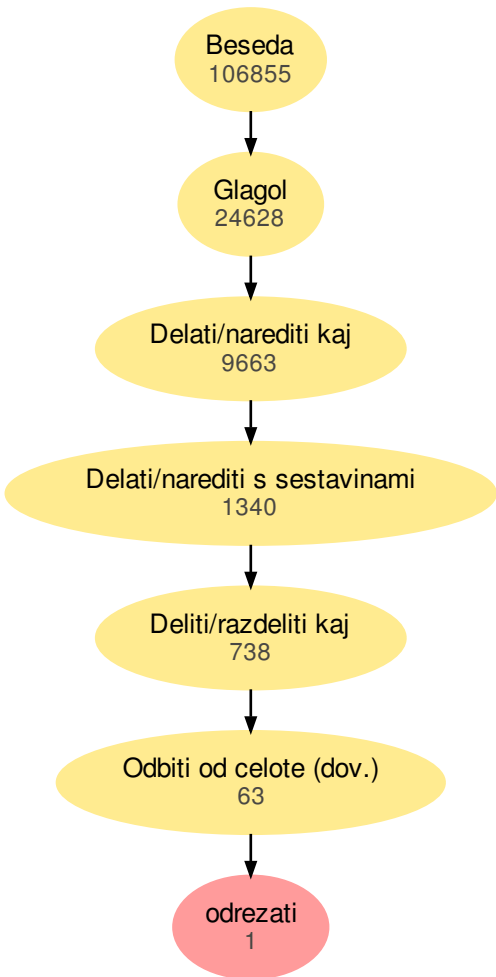 Beseda
106855
Glagol
24628
Delati/narediti kaj
9663
Delati/narediti s sestavinami
1340
Deliti/razdeliti kaj
738
Odbiti od celote (dov.)
63
odrezati
1